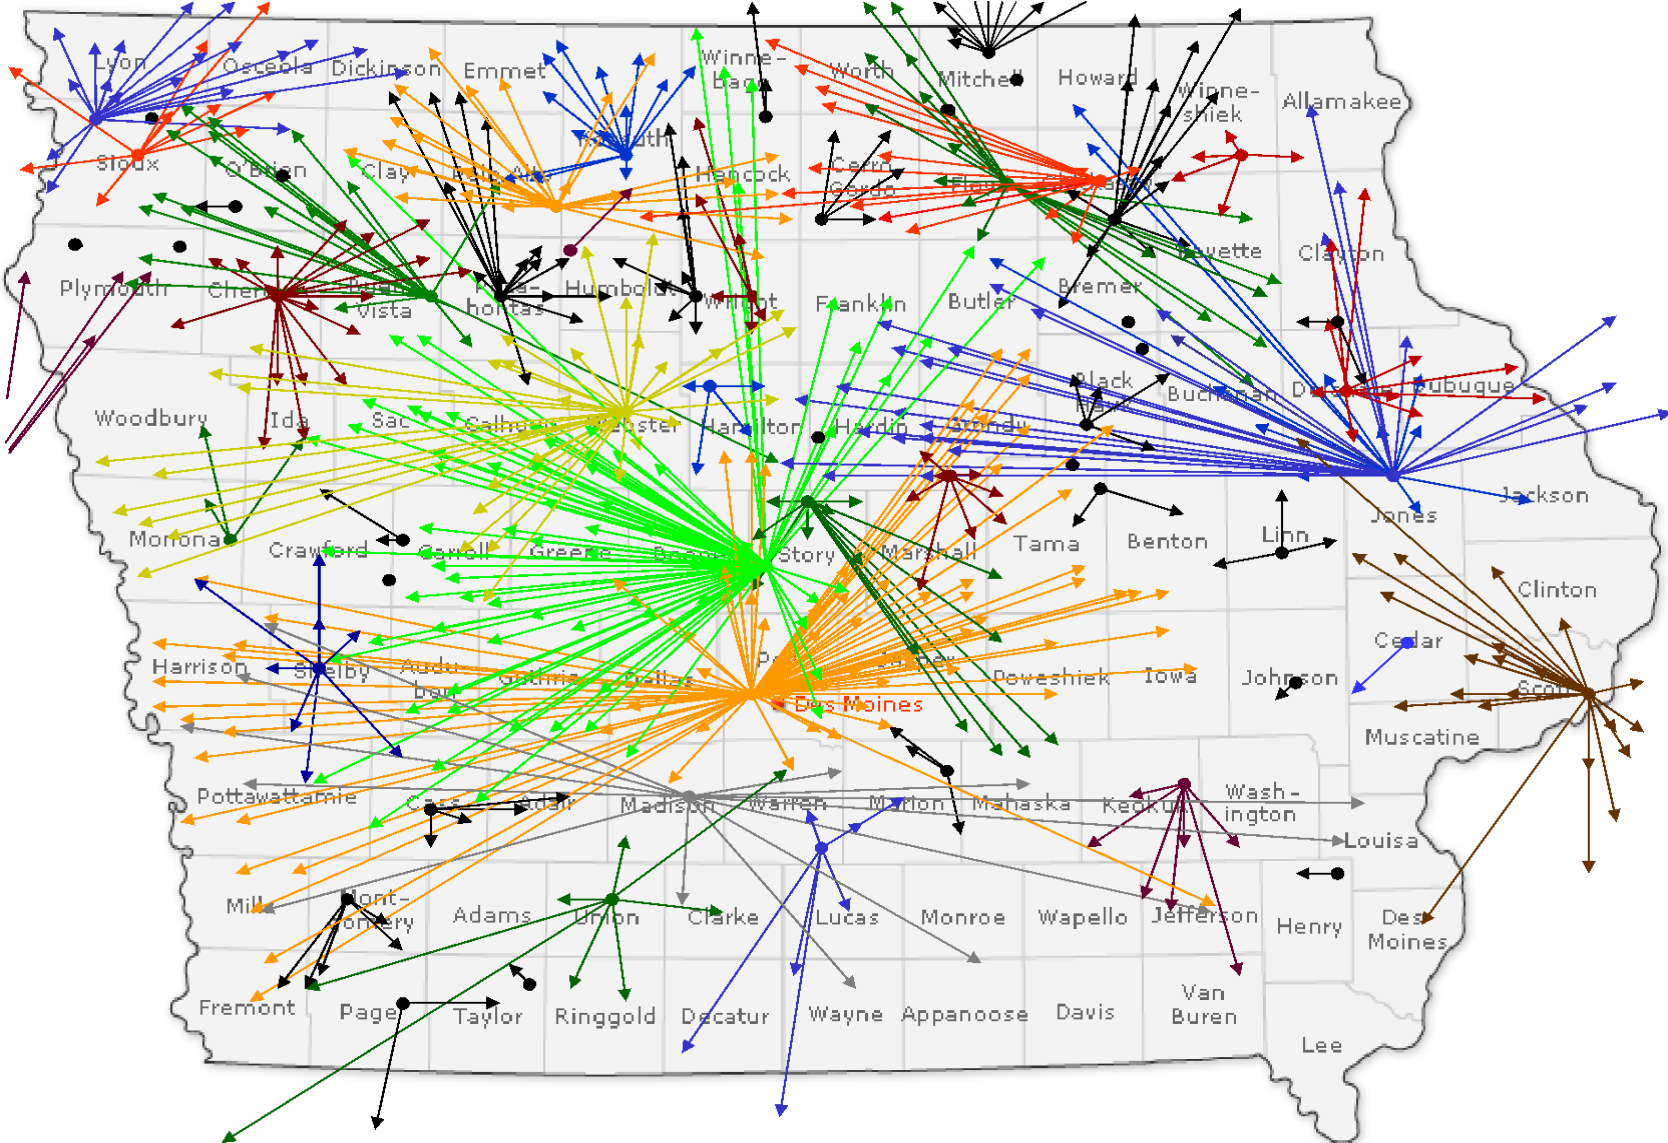 Lyon
Osceola
Dickinson
Emmet
Winne-
bago
Worth
Mitchell
Howard
Winne-
shiek
Allamakee
Sioux
O'Brien
Clay
Hancock
Cerro
Gordo
Plymouth
Vista
Humboldt
Wright
Franklin
Butler
Bremer
Fayette
Clayton
Woodbury
Ida
Sac
Calhoun
Webster
Hamilton
Hardin
Grundy
Black
Hawk
Buchanan
Dubuque
Monona
Crawford
Carroll
Greene
Story
Marshall
Tama
Benton
Linn
Jones
Jackson
Clinton
Cedar
Harrison
Shelby
Audu-
bon
Guthrie
Dallas
Jasper
Poweshiek
Iowa
Johnson
Scott
Des Moines
Muscatine
Pottawattamie
Cass
Adair
Madison
Warren
Marion
Mahaska
Keokuk
Wash-
ington
Louisa
Mills
Mont-
gomery
Adams
Union
Clarke
Lucas
Monroe
Wapello
Jefferson
Henry
Des
Moines
Fremont
Page
Taylor
Ringgold
Decatur
Wayne
Appanoose
Davis
Van
Buren
Lee